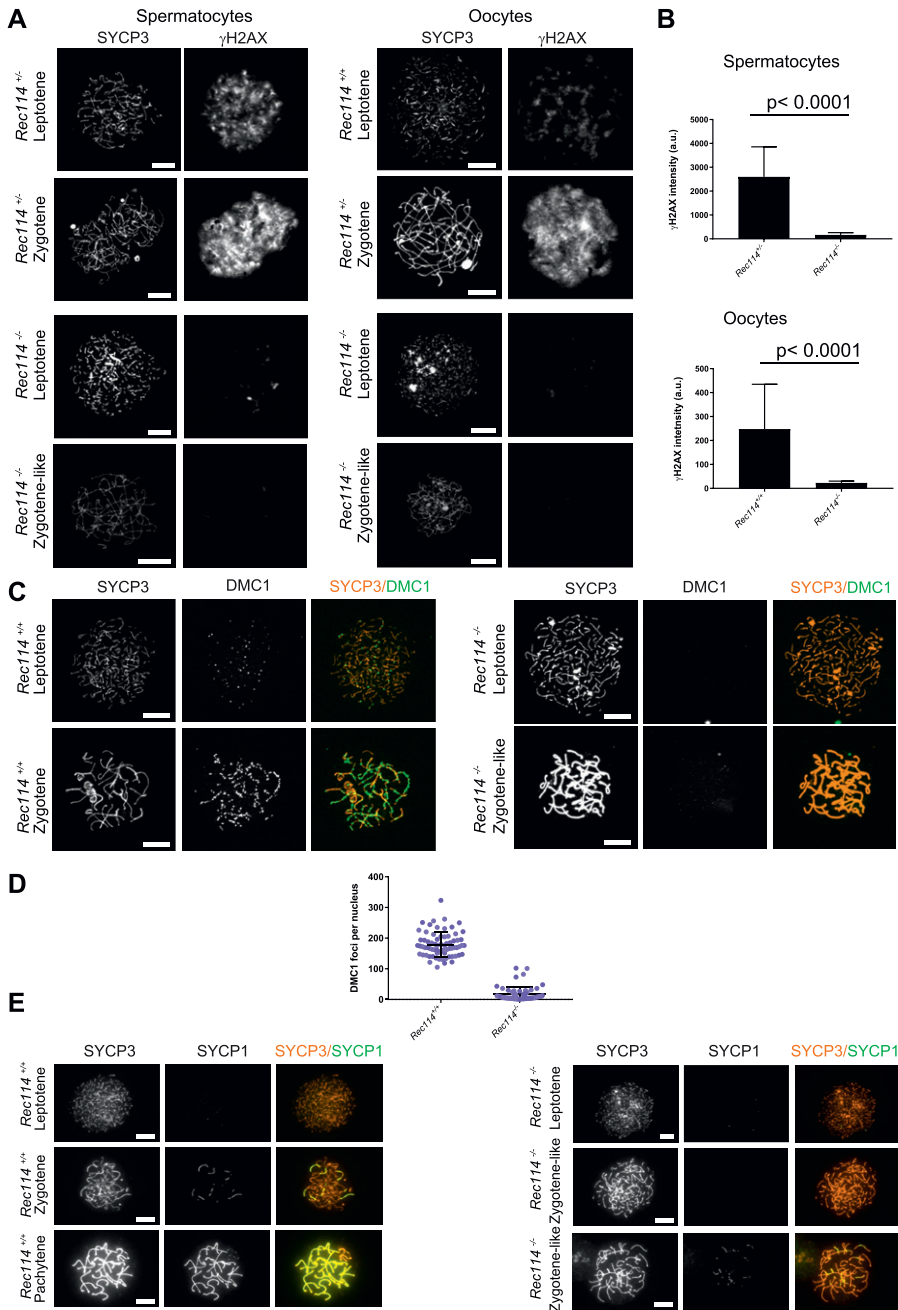 A
Spermatocytes
Oocytes
SYCP3
γH2AX
SYCP3
γH2AX
Rec114 +/-
Leptotene
Rec114 +/+
Leptotene
Rec114 +/-
Zygotene
Rec114 +/-
Zygotene
Rec114 -/-
Leptotene
Rec114 -/-
Leptotene
Rec114 -/-
Zygotene-like
Rec114 -/-
Zygotene-like
B
Spermatocytes
p< 0.0001
γH2AX intensity (a.u.)
5000
4000
3000
2000
1000
0
Rec114+/-
Rec114-/-
Oocytes
p< 0.0001
γH2AX intetnsity (a.u.)
500
400
300
200
100
0
Rec114+/+
Rec114-/-
C
SYCP3
DMC1
SYCP3/DMC1
SYCP3
DMC1
SYCP3/DMC1
Rec114 +/+
Leptotene
Rec114 -/-
Leptotene
Rec114 +/+
Zygotene
Rec114 -/-
Zygotene-like
D
DMC1 foci per nucleus
400
300
200
100
0
Rec114+/+
Rec114-/-
E
SYCP3
SYCP1
SYCP3/SYCP1
SYCP3
SYCP1
SYCP3/SYCP1
Rec114 +/+
Leptotene
Rec114 -/-
Leptotene
Rec114 +/+
Zygotene
Rec114 -/-
Zygotene-like
Rec114 +/+
Pachytene
Rec114 -/-
Zygotene-like